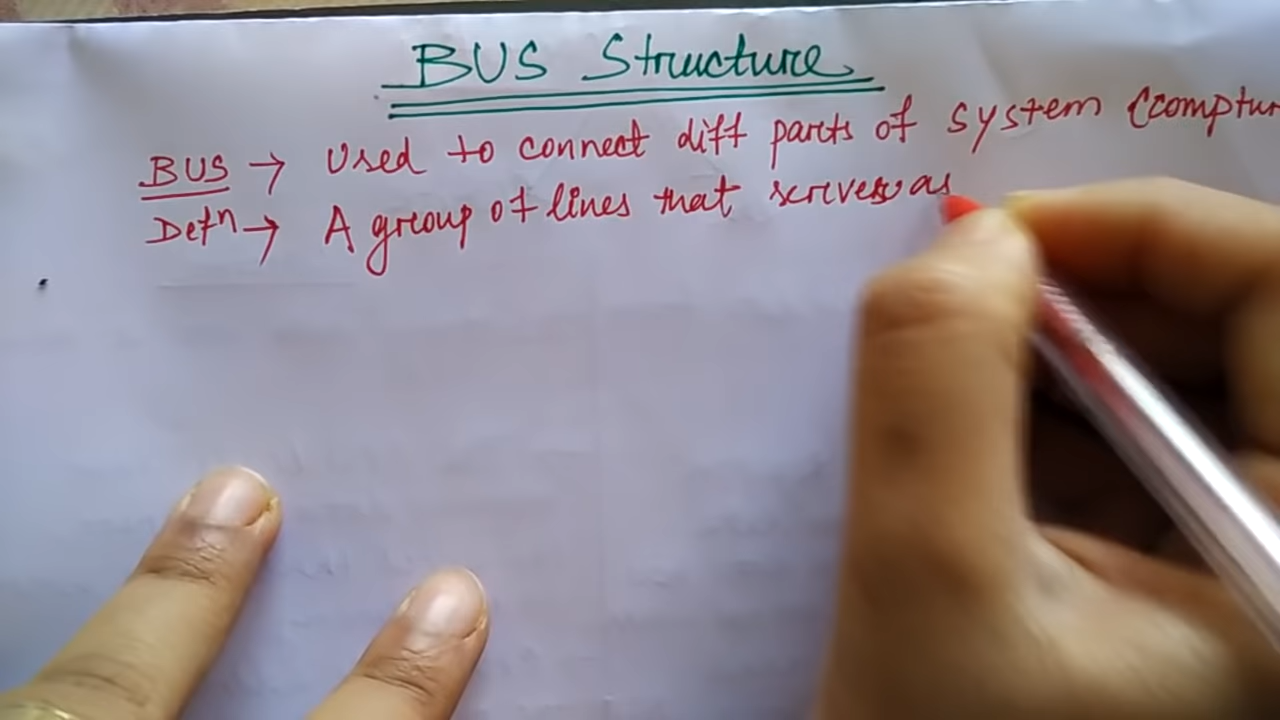 BUS Structure
BUS → Used to connect diff parts of system (comptur
Defn → A group of lines that serves as